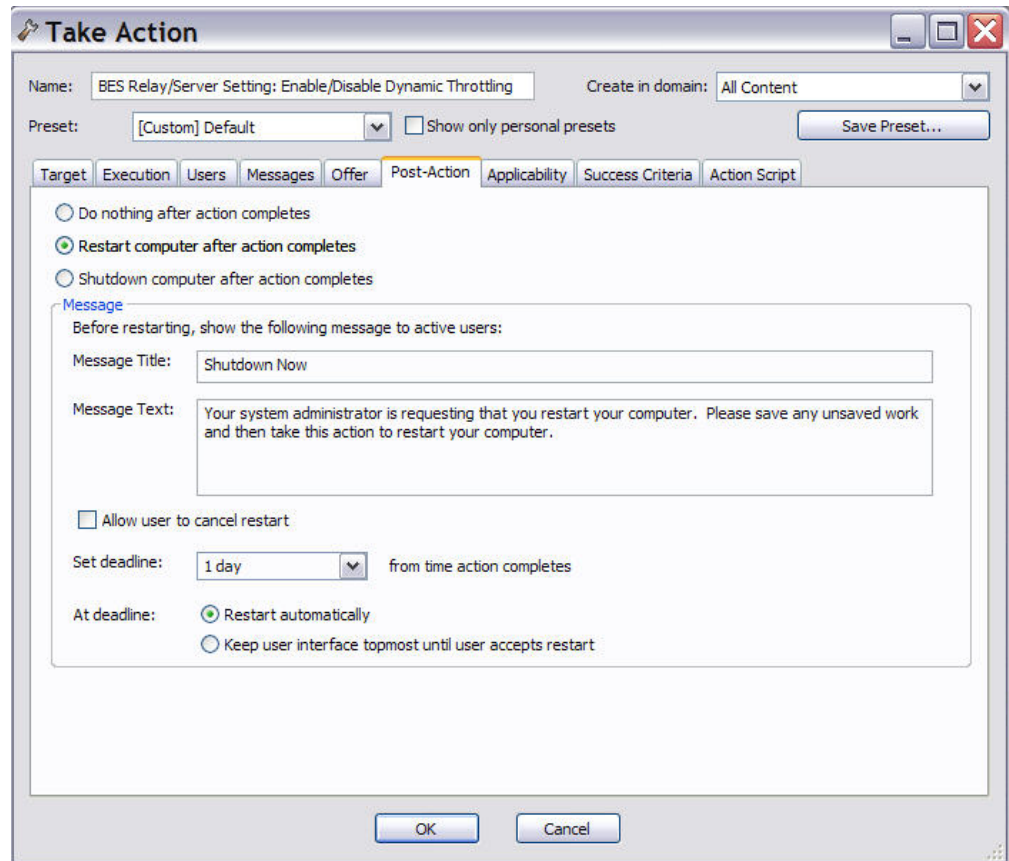 Take Action
Name: BES Relay/Server Setting: Enable/Disable Dynamic Throttling Create in domain: All Content
Preset: [Custom] Default Show only personal presets Save Preset...
Target Execution Users Messages Offer Post-Action Applicability Success Criteria Action Script
Do nothing after action completes
Restart computer after action completes
Shutdown computer after action completes
Message
Before restarting, show the following message to active users:
Message Title: Shutdown Now
Message Text: Your system administrator is requesting that you restart your computer. Please save any unsaved work
and then take this action to restart your computer.
Allow user to cancel restart
Set deadline: 1 day from time action completes
At deadline: Restart automatically
Keep user interface topmost until user accepts restart
OK Cancel